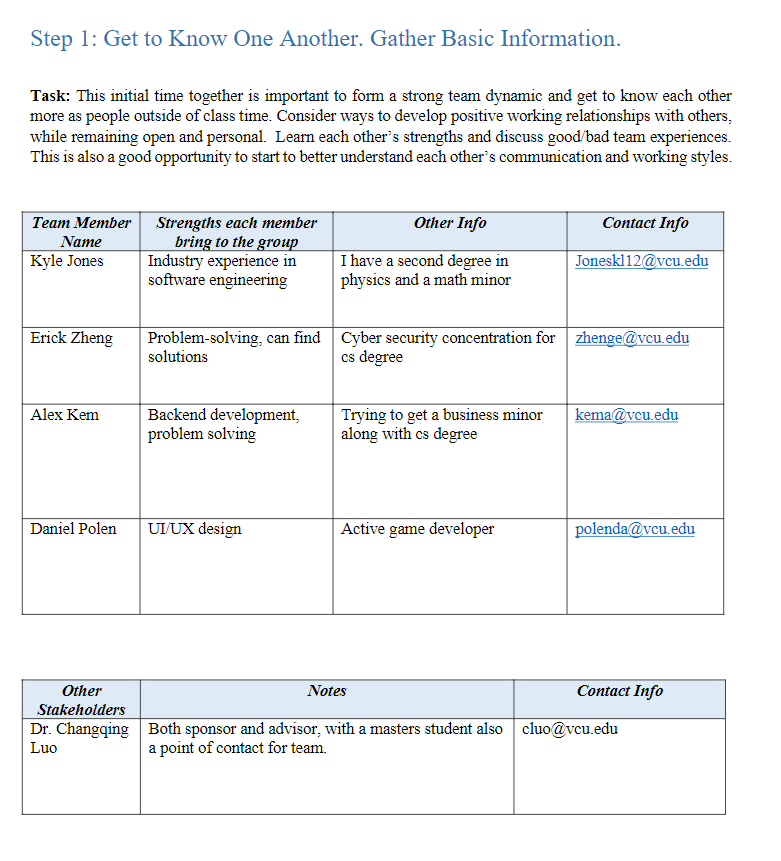 Step 1: Get to Know One Another. Gather Basic Information.
Task: This initial time together is important to form a strong team dynamic and get to know each other
more as people outside of class time. Consider ways to develop positive working relationships with others,
while remaining open and personal. Learn each other's strengths and discuss good/bad team experiences.
This is also a good opportunity to start to better understand each other's communication and working styles.
Team Member Name
Strengths each member bring to the group
Other Info
Contact Info
Kyle Jones
Industry experience in
software engineering
I have a second degree in
physics and a math minor
Joneskl12@vcu.edu
Erick Zheng
Problem-solving, can find
solutions
Cyber security concentration for
cs degree
zhenge@vcu.edu
Alex Kem
Backend development,
problem solving
Trying to get a business minor
along with cs degree
kema@vcu.edu
Daniel Polen
UI/UX design
Active game developer
polenda@vcu.edu
Other
Stakeholders
Notes
Contact Info
Dr. Changqing
Luo
Both sponsor and advisor, with a masters student also
a point of contact for team.
cluo@vcu.edu